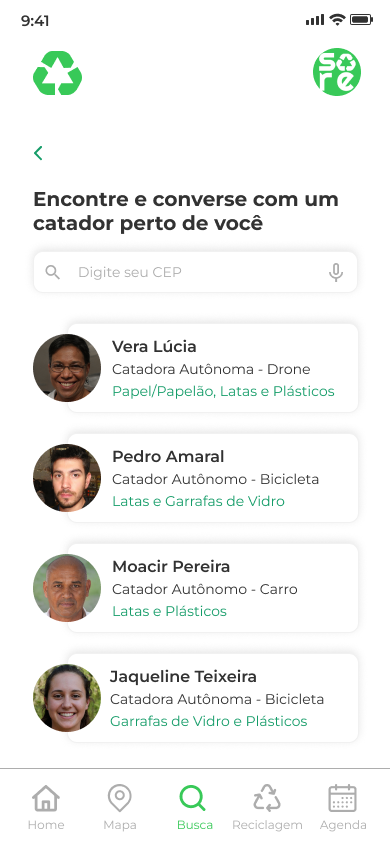 9:41
so
re
Encontre e converse com um
catador perto de você
Digite seu CEP
Vera Lúcia
Catadora Autônoma - Drone
Papel/Papelão, Latas e Plásticos
Pedro Amaral
Catador Autônomo - Bicicleta
Latas e Garrafas de Vidro
Moacir Pereira
Catador Autônomo - Carro
Latas e Plásticos
Jaqueline Teixeira
Catadora Autônoma - Bicicleta
Garrafas de Vidro e Plásticos
Home Mapa Busca Reciclagem Agenda